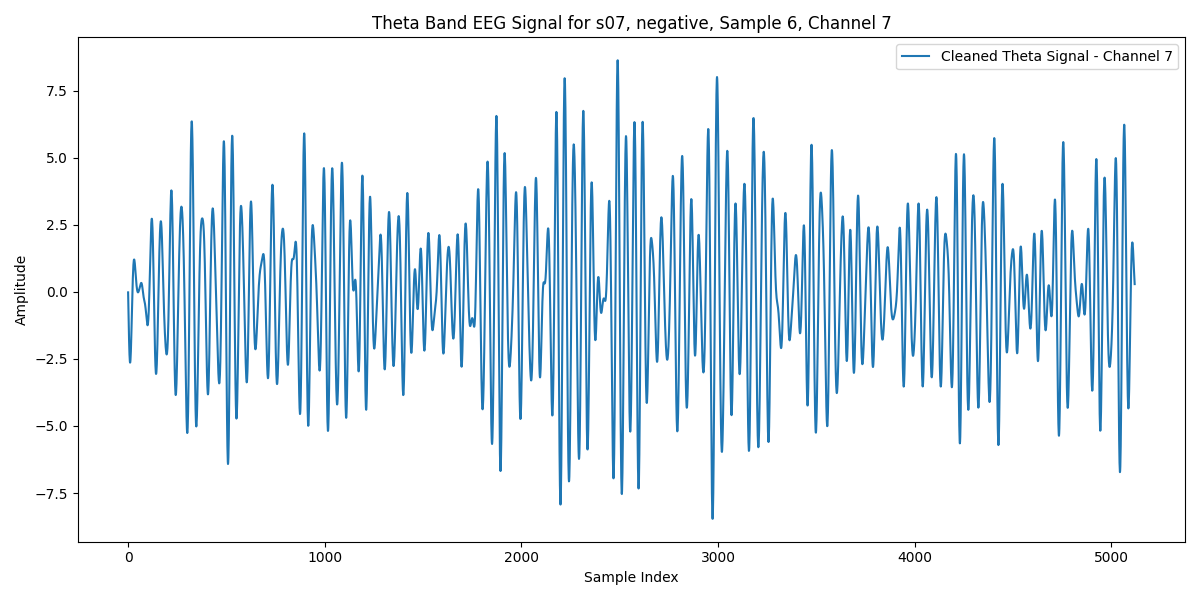 Theta Band EEG Signal for s07, negative, Sample 6, Channel 7
Cleaned Theta Signal - Channel 7
Amplitude
7.5
5.0
2.5
0.0
−2.5
−5.0
−7.5
0 1000 2000 3000 4000 5000
Sample Index